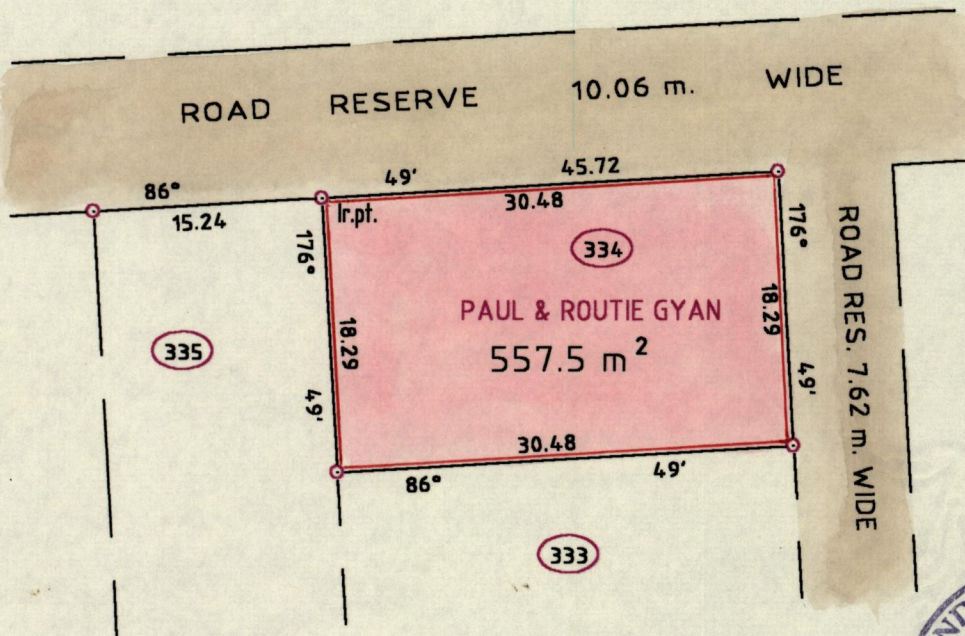 ROAD RESERVE 10.06 m. WIDE
86° 49' 45.72
15.24
30.48
Ir.pt.
176°
18.29
49'
334
PAUL & ROUTIE GYAN
557.5 m²
176°
18.29
49'
ROAD RES. 7.62 m. WIDE
335
30.48
86° 49'
333
ND